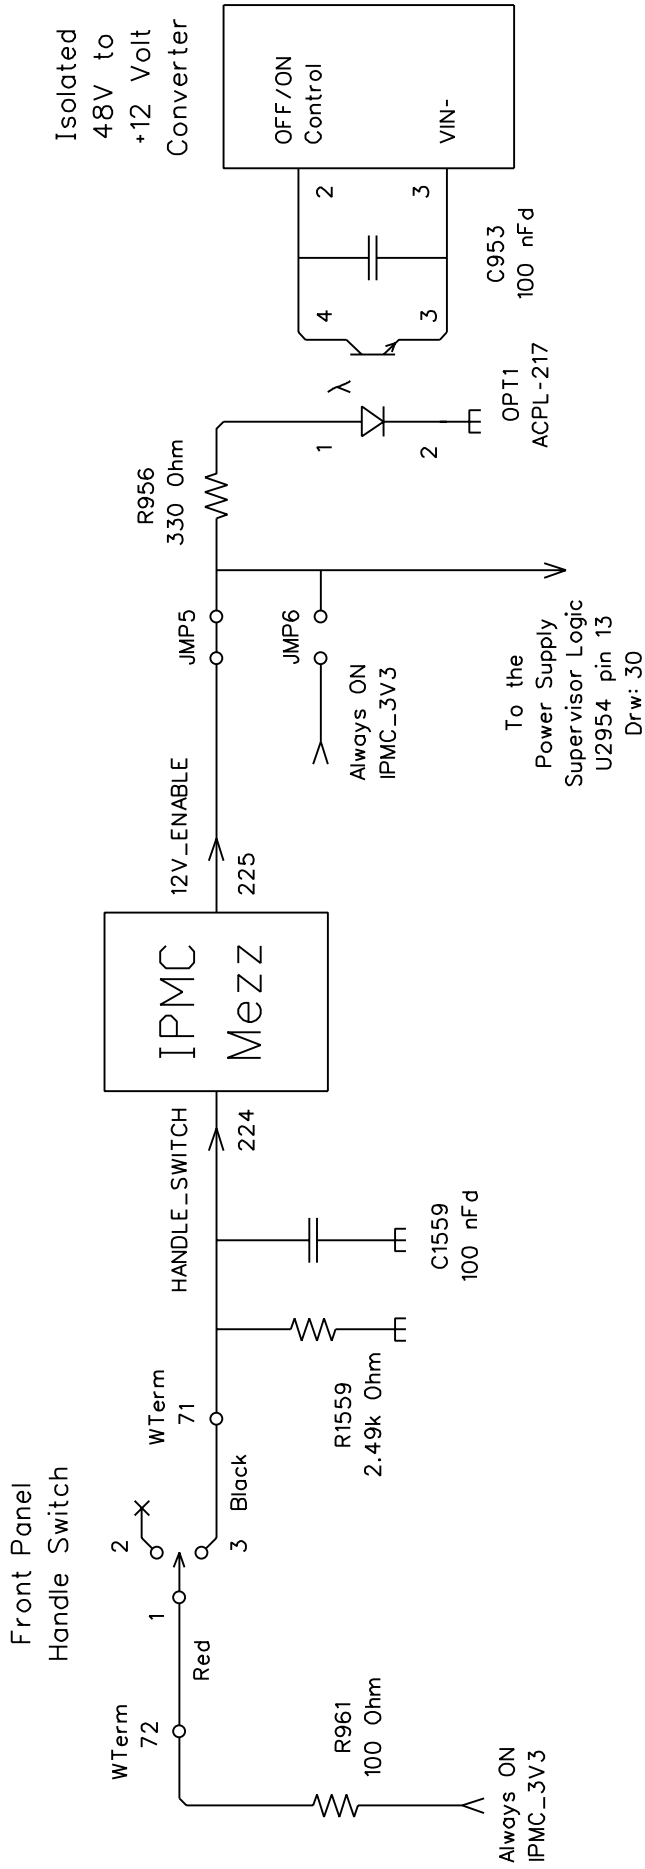 Front Panel
Handle Switch
WTerm
72
Red
1
2
3
Black
WTerm
71
R961
100 Ohm
Always ON
IPMC_3V3
R1559
2.49k Ohm
C1559
100 nFd
HANDLE_SWITCH
224
IPMC
Mezz
12V_ENABLE
225
JMP5
JMP6
Always ON
IPMC_3V3
To the
Power Supply
Supervisor Logic
U2954 pin 13
Drw: 30
R956
330 Ohm
1
2
λ
OPT1
ACPL-217
4
3
C953
100 nFd
2
3
Isolated
48V to
+12 Volt
Converter
OFF/ON
Control
VIN-